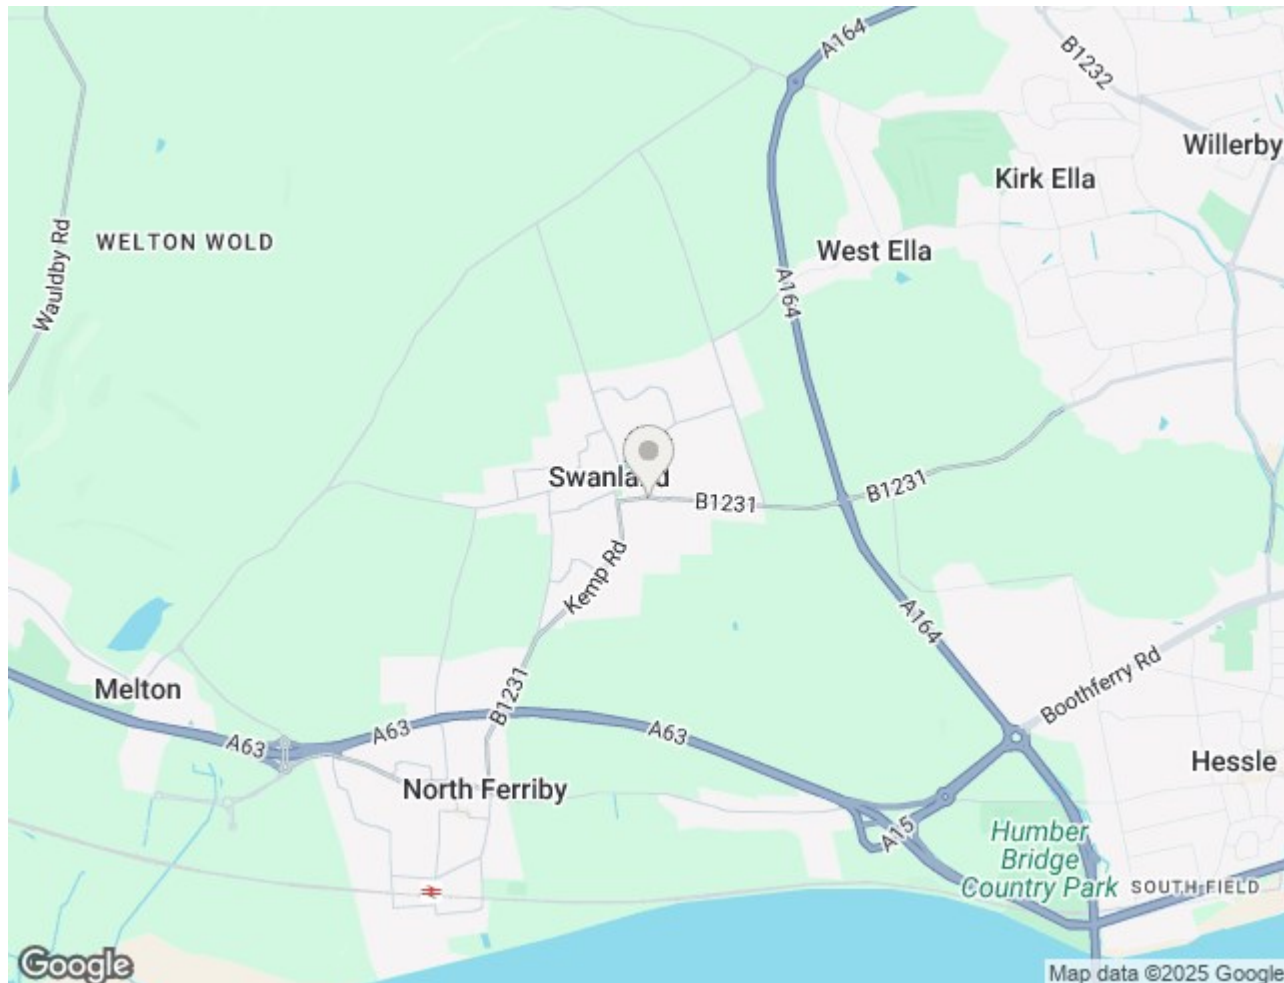 A164
B1232
Willerby
Kirk Ella
Wauldby Rd
WELTON WOLD
West Ella
A164
Swanland
B1231
B1231
Kemp Rd
A164
Boothferry Rd
Melton
B1231
A63
A63
A63
Hessle
North Ferriby
A15
Humber
Bridge
Country Park
SOUTH FIELD
Google
Map data ©2025 Google